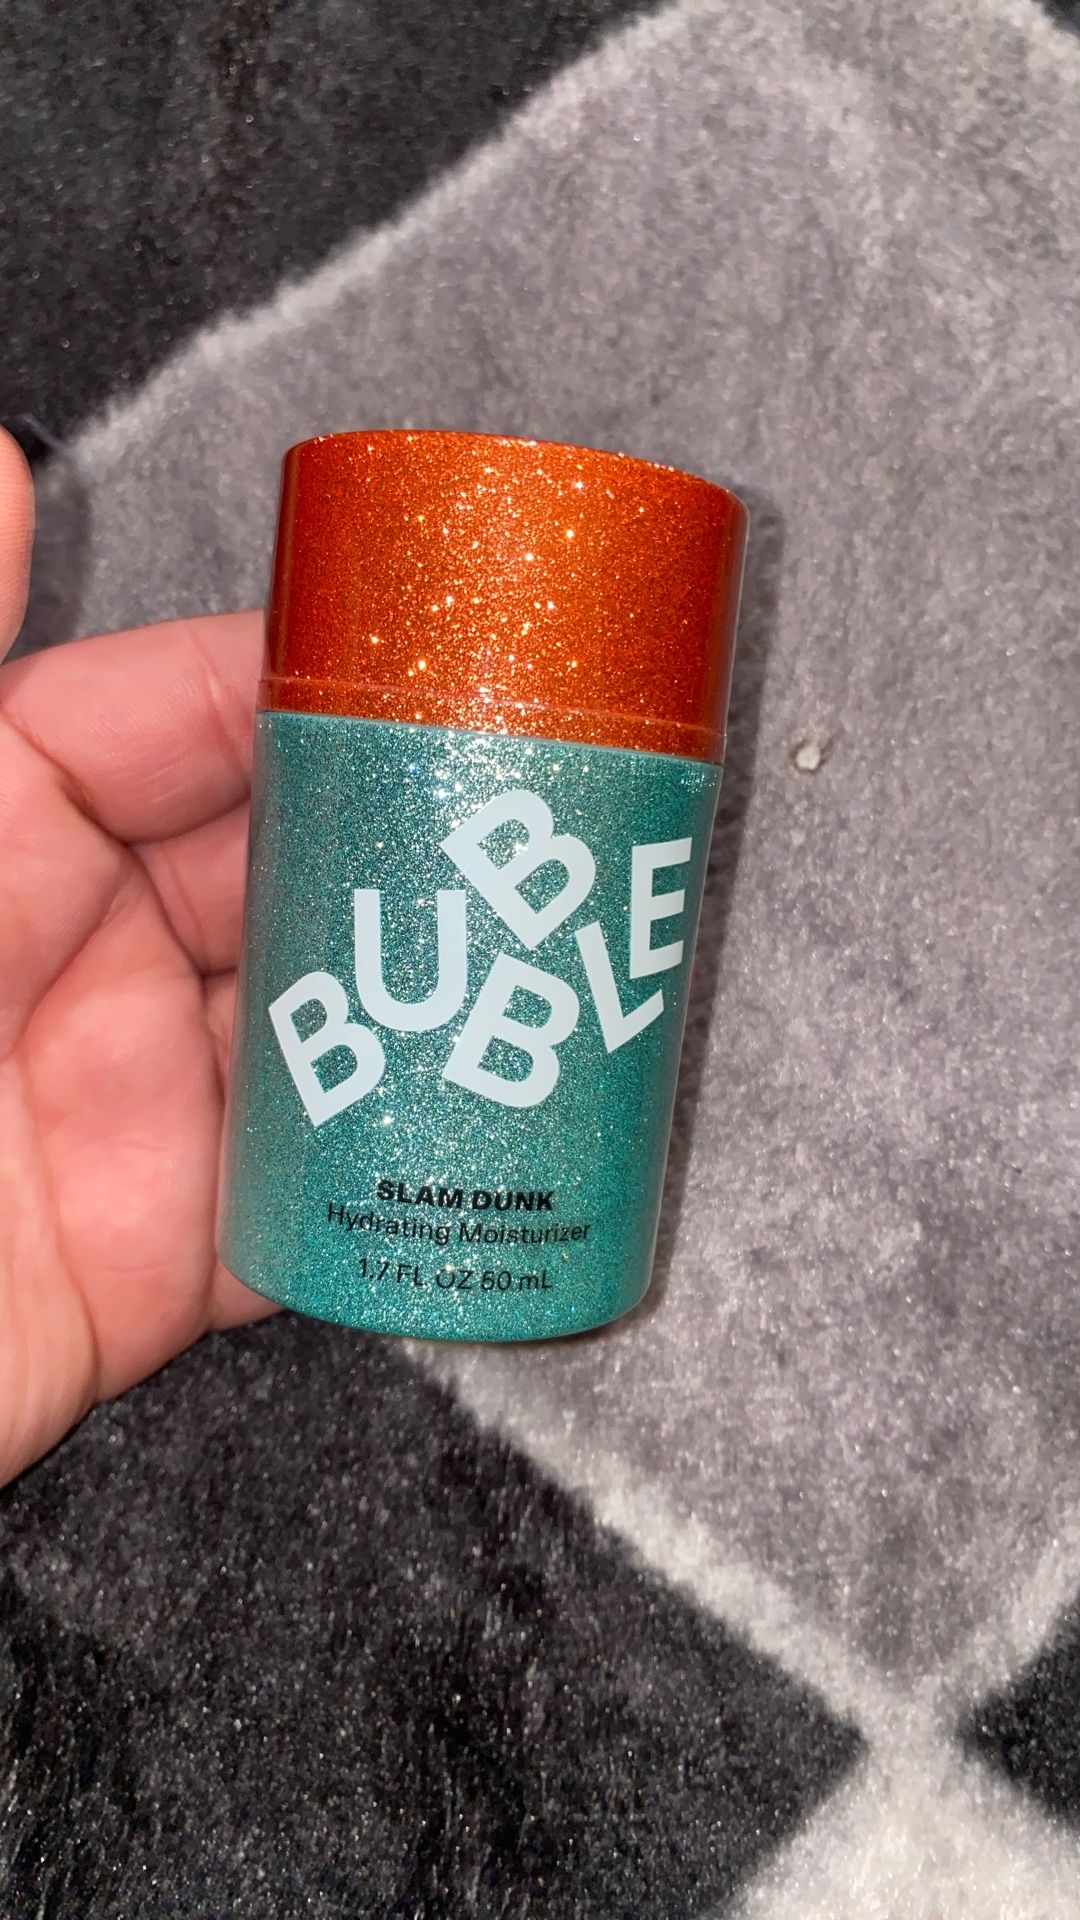 BUBBLE
SLAM DUNK
Hydrating Moisturizer
1.7 FL OZ 50 mL